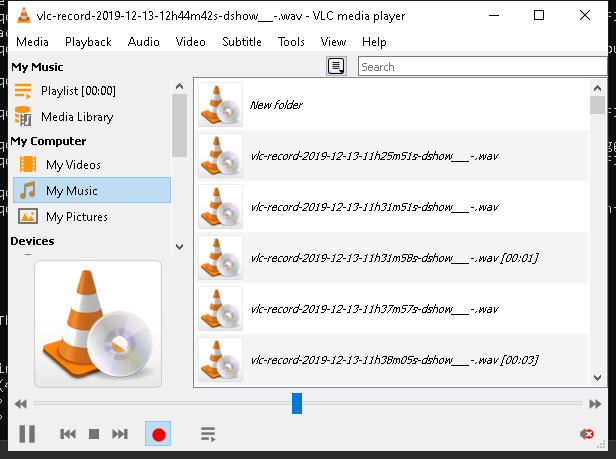 vlc-record-2019-12-13-12h44m42s-dshow___-.wav - VLC media player
Media Playback Audio Video Subtitle Tools View Help
My Music
Search
Playlist [00:00]
Media Library
My Computer
My Videos
My Music
My Pictures
Devices
New folder
vlc-record-2019-12-13-11h25m51s-dshow___-.wav
vlc-record-2019-12-13-11h31m51s-dshow___-.wav
vlc-record-2019-12-13-11h31m58s-dshow___-.wav [00:01]
vlc-record-2019-12-13-11h37m57s-dshow___-.wav
vlc-record-2019-12-13-11h38m05s-dshow___-.wav [00:03]